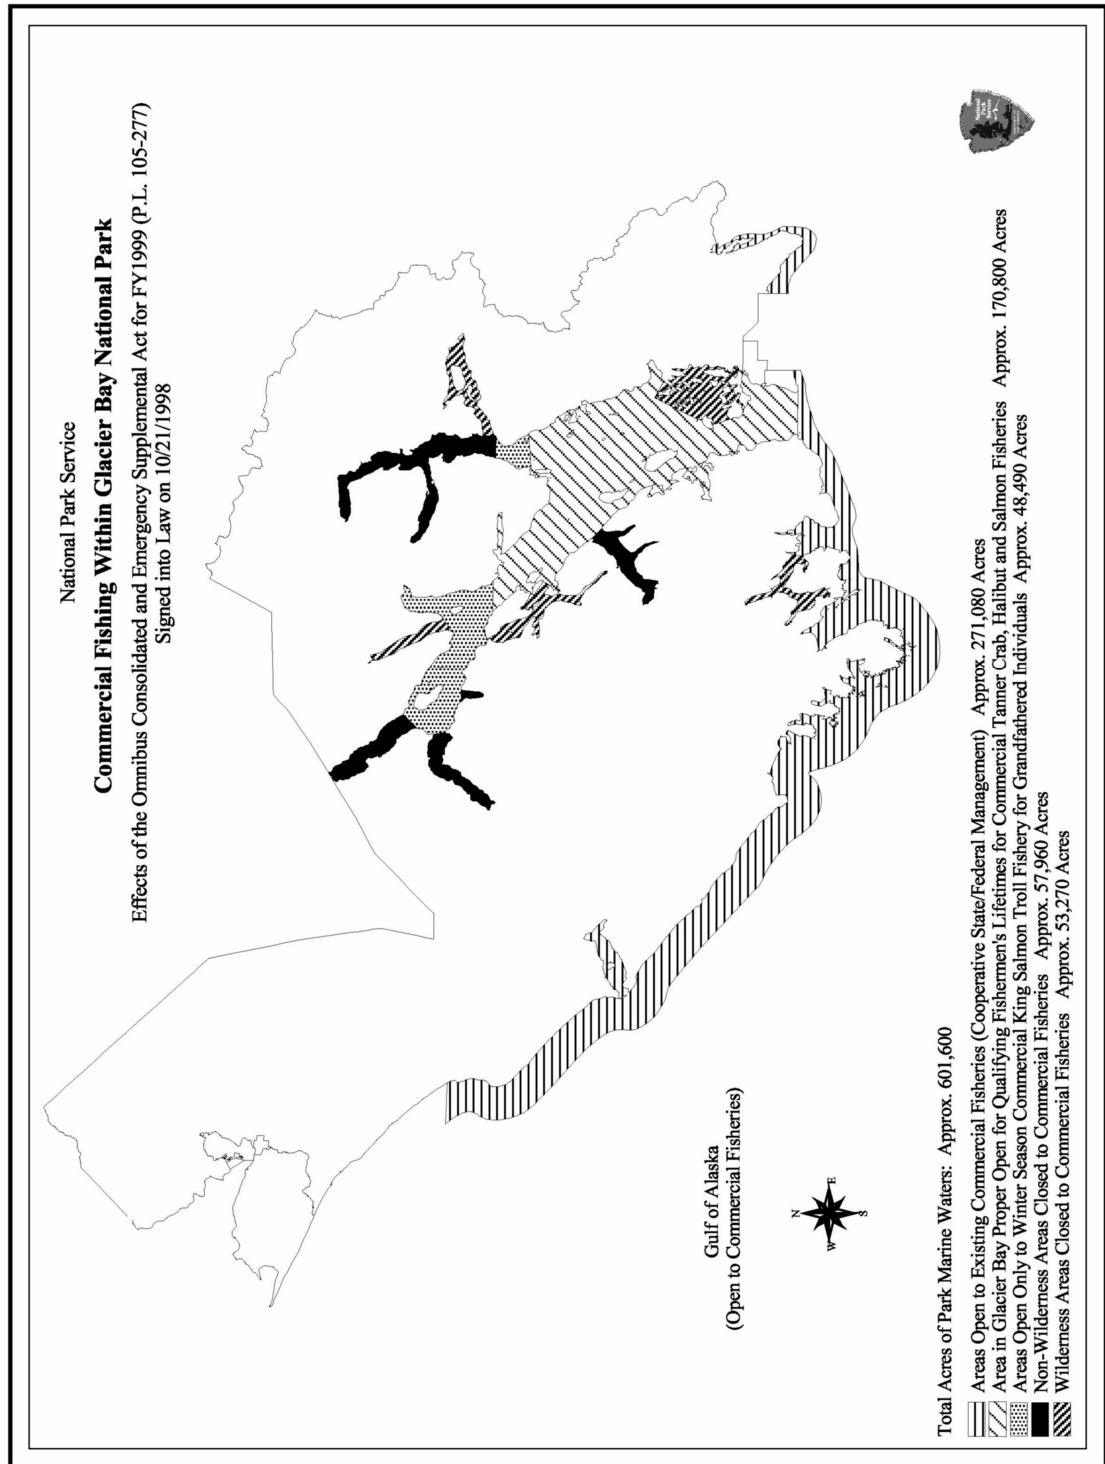 National Park Service
Commercial Fishing Within Glacier Bay National Park
Effects of the Omnibus Consolidated and Emergency Supplemental Act for FY1999 (P.L. 105-277)
Signed into Law on 10/21/1998
Gulf of Alaska
(Open to Commercial Fisheries)
N
W
E
S
Total Acres of Park Marine Waters: Approx. 601,600
Areas Open to Existing Commercial Fisheries (Cooperative State/Federal Management) Approx. 271,080 Acres
Area in Glacier Bay Proper Open for Qualifying Fishermen's Lifetimes for Commercial Tanner Crab, Halibut and Salmon Fisheries Approx. 170,800 Acres
Areas Open Only to Winter Season Commercial King Salmon Troll Fishery for Grandfathered Individuals Approx. 48,490 Acres
Non-Wilderness Areas Closed to Commercial Fisheries Approx. 57,960 Acres
Wilderness Areas Closed to Commercial Fisheries Approx. 53,270 Acres
National
Park
Service